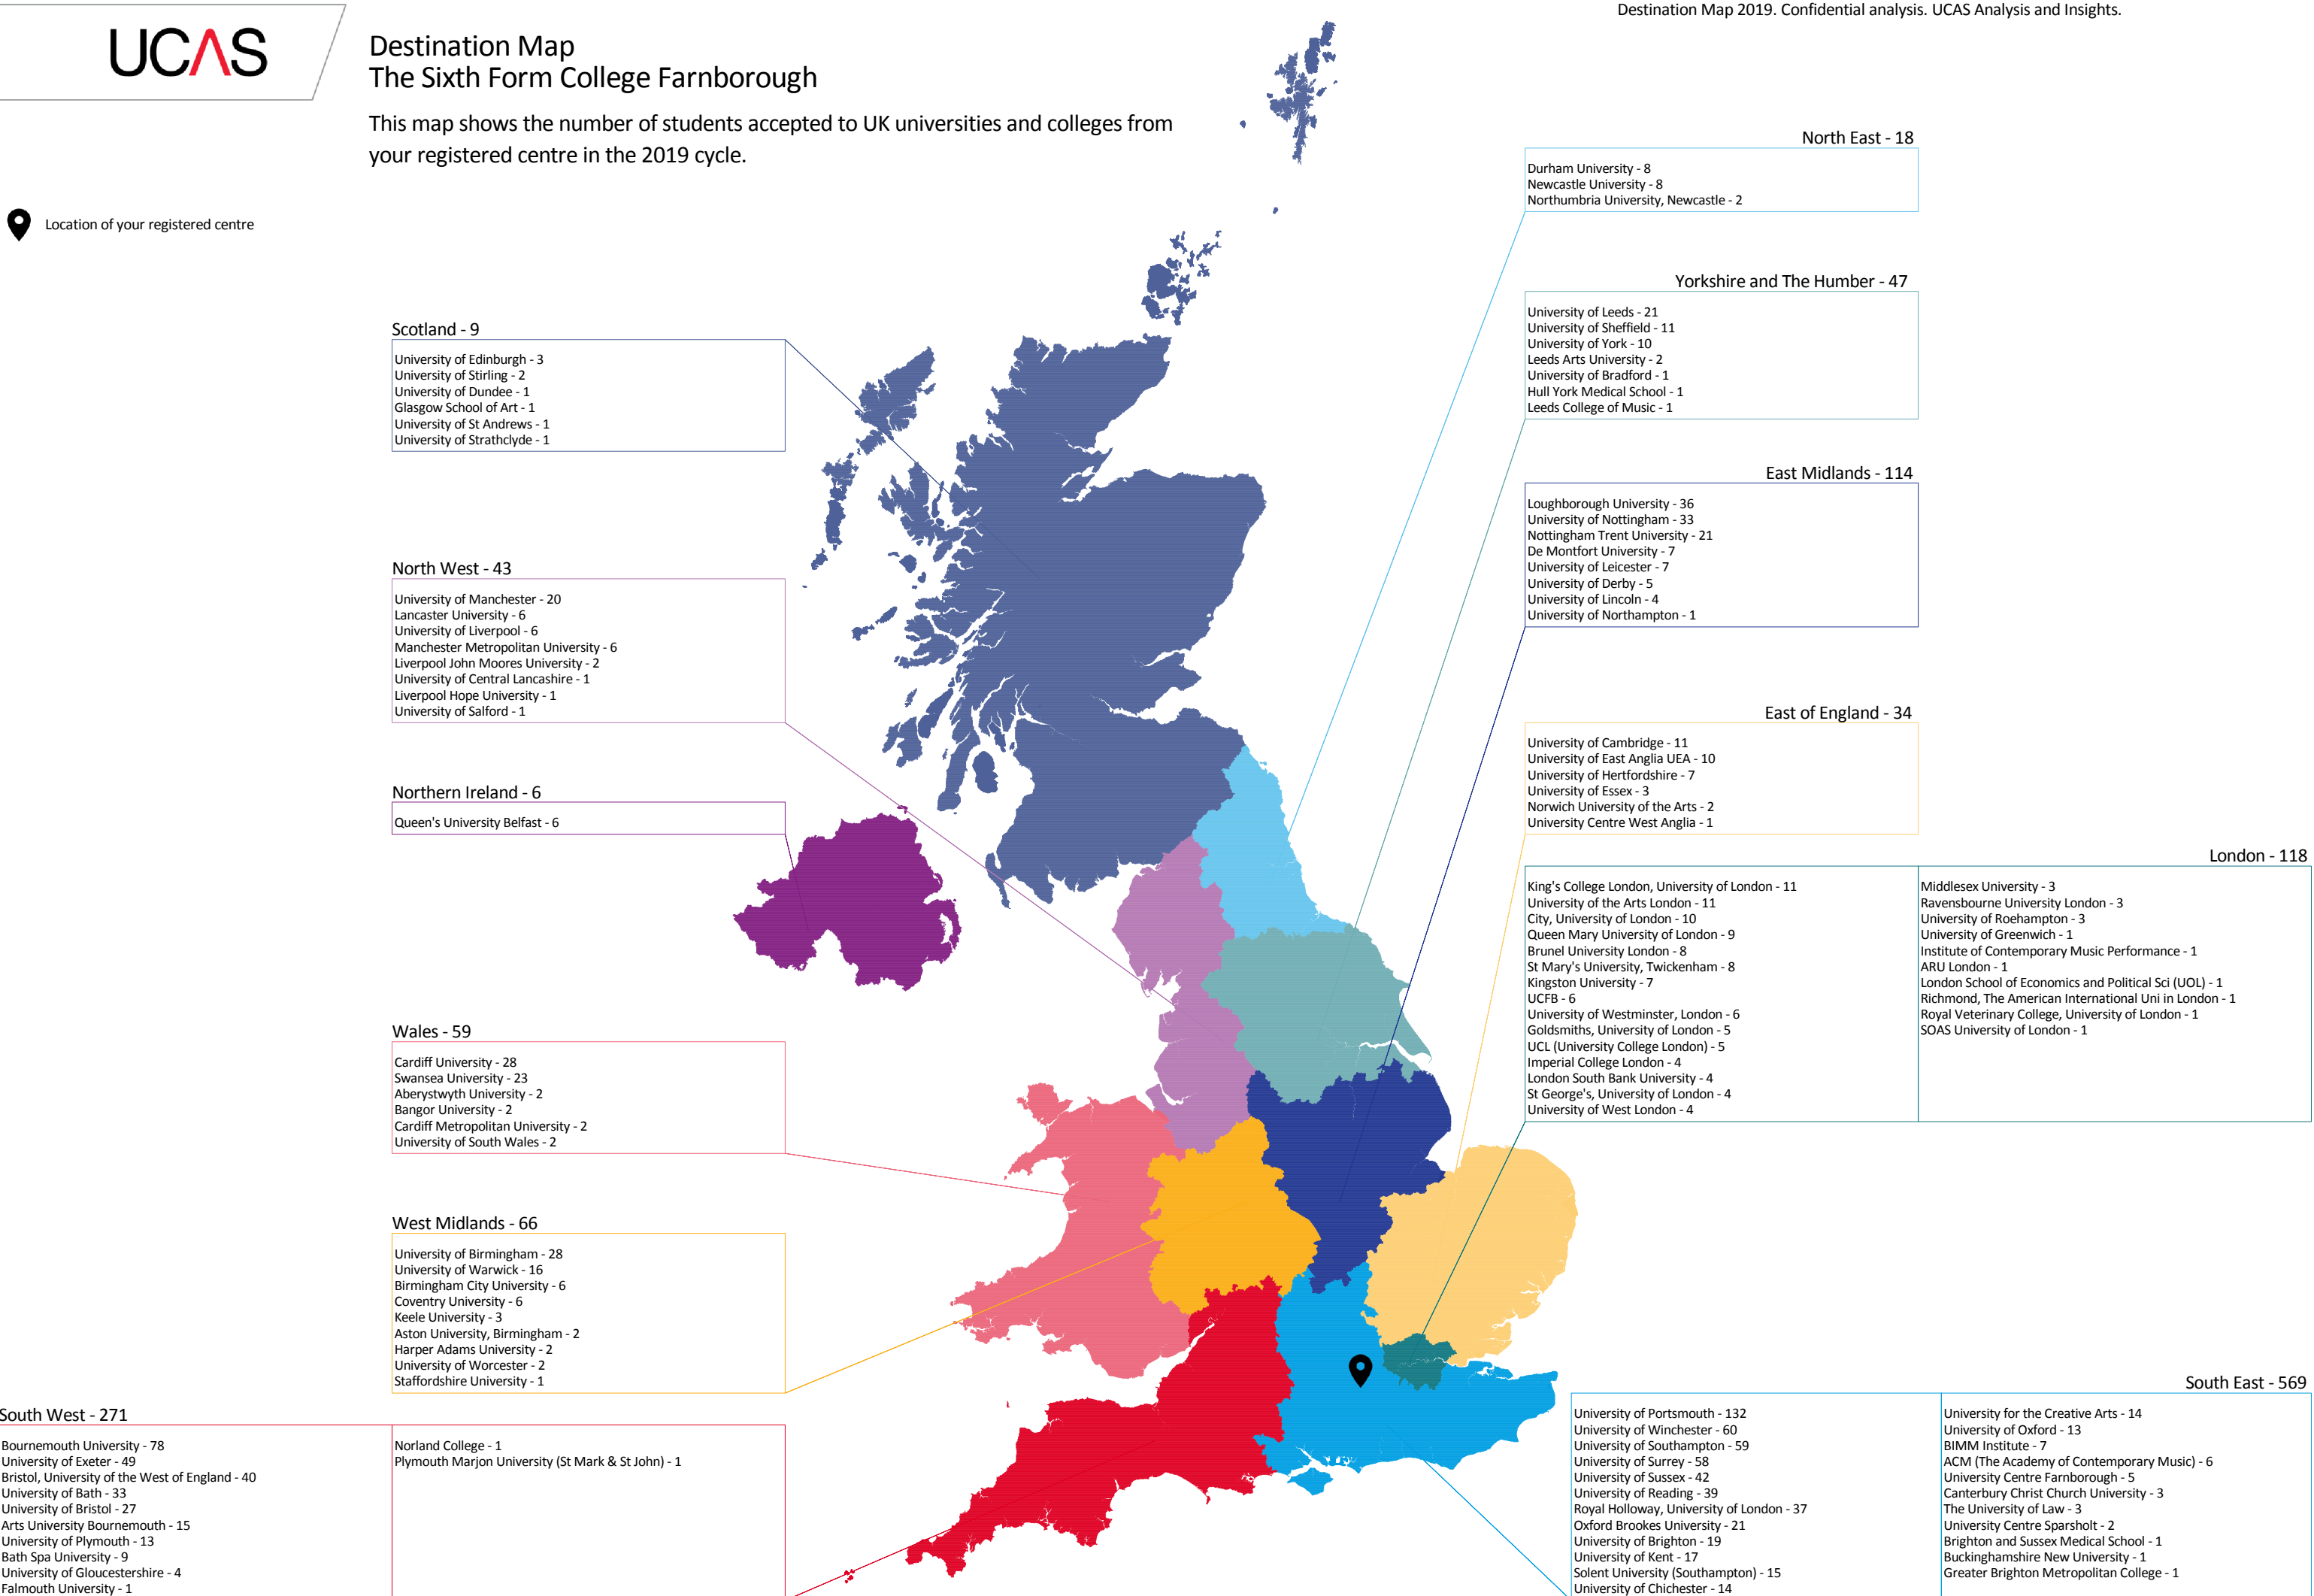 Destination Map 2019. Confidential analysis. UCAS Analysis and Insights.
UCAS
Destination Map
The Sixth Form College Farnborough
This map shows the number of students accepted to UK universities and colleges from
your registered centre in the 2019 cycle.
Location of your registered centre
North East - 18
Durham University - 8
Newcastle University - 8
Northumbria University, Newcastle - 2
Yorkshire and The Humber - 47
University of Leeds - 21
University of Sheffield - 11
University of York - 10
Leeds Arts University - 2
University of Bradford - 1
Hull York Medical School - 1
Leeds College of Music - 1
Scotland - 9
University of Edinburgh - 3
University of Stirling - 2
University of Dundee - 1
Glasgow School of Art - 1
University of St Andrews - 1
University of Strathclyde - 1
East Midlands - 114
Loughborough University - 36
University of Nottingham - 33
Nottingham Trent University - 21
De Montfort University - 7
University of Leicester - 7
University of Derby - 5
University of Lincoln - 4
University of Northampton - 1
North West - 43
University of Manchester - 20
Lancaster University - 6
University of Liverpool - 6
Manchester Metropolitan University - 6
Liverpool John Moores University - 2
University of Central Lancashire - 1
Liverpool Hope University - 1
University of Salford - 1
East of England - 34
University of Cambridge - 11
University of East Anglia UEA - 10
University of Hertfordshire - 7
University of Essex - 3
Norwich University of the Arts - 2
University Centre West Anglia - 1
Northern Ireland - 6
Queen's University Belfast - 6
London - 118
King's College London, University of London - 11
University of the Arts London - 11
City, University of London - 10
Queen Mary University of London - 9
Brunel University London - 8
St Mary's University, Twickenham - 8
Kingston University - 7
UCFB - 6
University of Westminster, London - 6
Goldsmiths, University of London - 5
UCL (University College London) - 5
Imperial College London - 4
London South Bank University - 4
St George's, University of London - 4
University of West London - 4
Middlesex University - 3
Ravensbourne University London - 3
University of Roehampton - 3
University of Greenwich - 1
Institute of Contemporary Music Performance - 1
ARU London - 1
London School of Economics and Political Sci (UOL) - 1
Richmond, The American International Uni in London - 1
Royal Veterinary College, University of London - 1
SOAS University of London - 1
Wales - 59
Cardiff University - 28
Swansea University - 23
Aberystwyth University - 2
Bangor University - 2
Cardiff Metropolitan University - 2
University of South Wales - 2
West Midlands - 66
University of Birmingham - 28
University of Warwick - 16
Birmingham City University - 6
Coventry University - 6
Keele University - 3
Aston University, Birmingham - 2
Harper Adams University - 2
University of Worcester - 2
Staffordshire University - 1
South West - 271
Bournemouth University - 78
University of Exeter - 49
Bristol, University of the West of England - 40
University of Bath - 33
University of Bristol - 27
Arts University Bournemouth - 15
University of Plymouth - 13
Bath Spa University - 9
University of Gloucestershire - 4
Falmouth University - 1
Norland College - 1
Plymouth Marjon University (St Mark & St John) - 1
South East - 569
University of Portsmouth - 132
University of Winchester - 60
University of Southampton - 59
University of Surrey - 58
University of Sussex - 42
University of Reading - 39
Royal Holloway, University of London - 37
Oxford Brookes University - 21
University of Brighton - 19
University of Kent - 17
Solent University (Southampton) - 15
University of Chichester - 14
University for the Creative Arts - 14
University of Oxford - 13
BIMM Institute - 7
ACM (The Academy of Contemporary Music) - 6
University Centre Farnborough - 5
Canterbury Christ Church University - 3
The University of Law - 3
University Centre Sparsholt - 2
Brighton and Sussex Medical School - 1
Buckinghamshire New University - 1
Greater Brighton Metropolitan College - 1